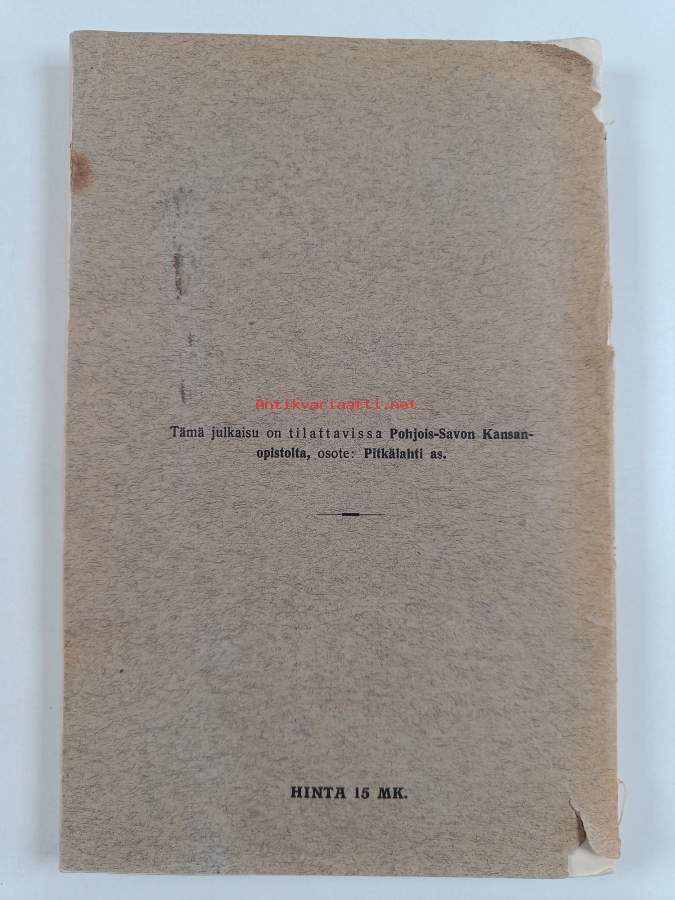 Antikvariaatti.net
Tämä julkaisu on tilattavissa Pohjois-Savon Kansan-
opistolta, osote: Pitkälahti as.
HINTA 15 MK.